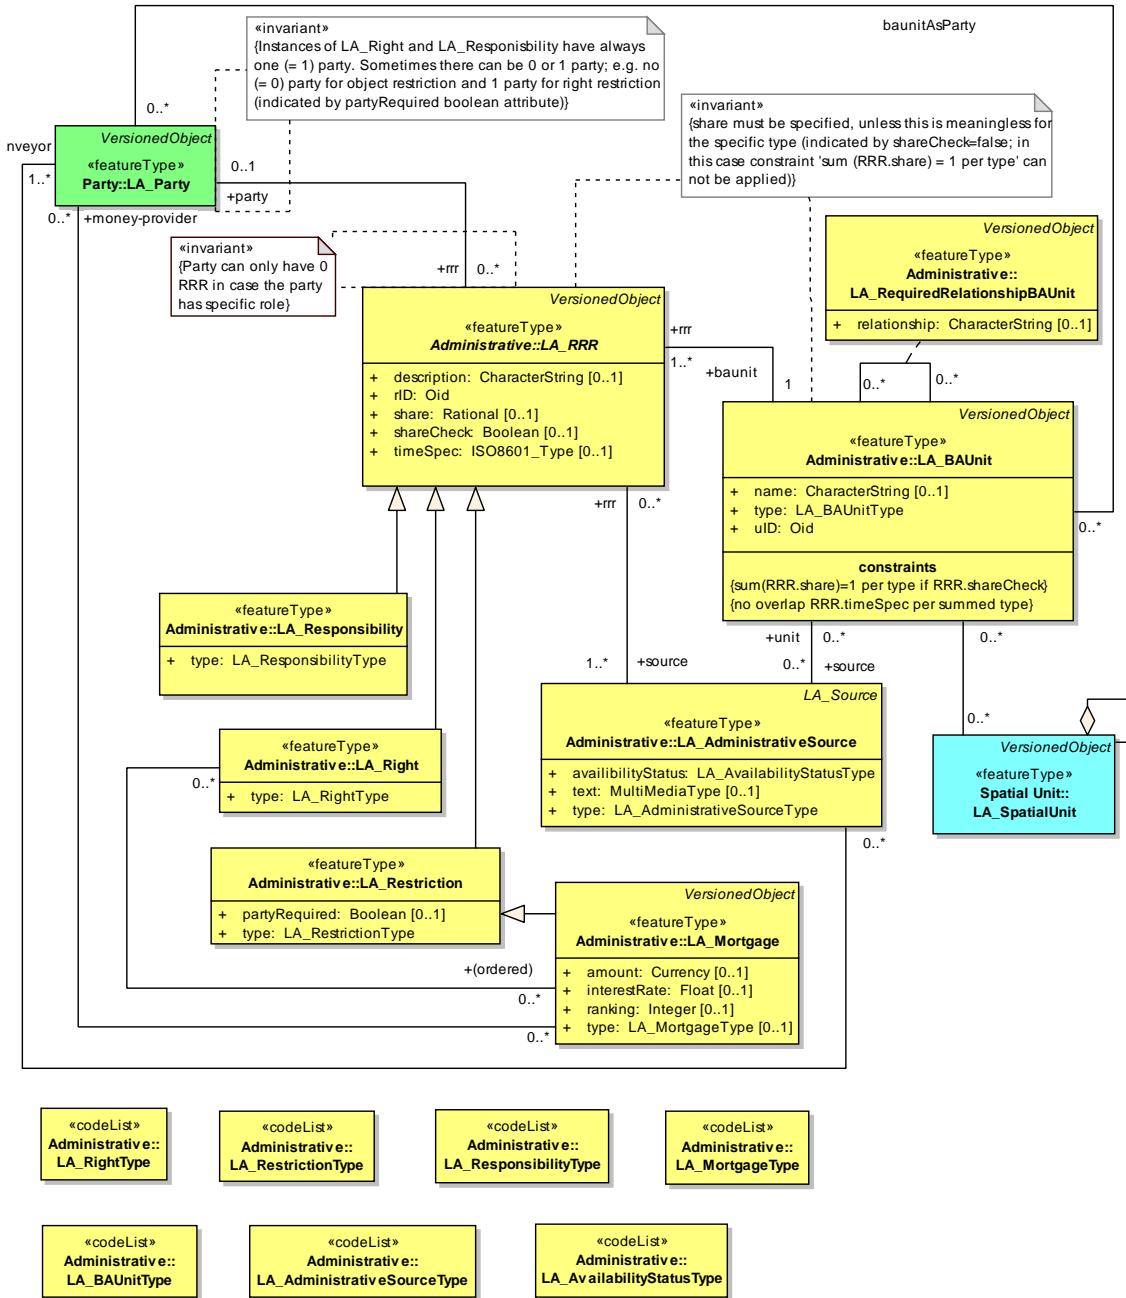 baunitAsParty
«invariant»
{Instances of LA_Right and LA_Responisbility have always
one (= 1) party. Sometimes there can be 0 or 1 party; e.g. no
(= 0) party for object restriction and 1 party for right restriction
(indicated by partyRequired boolean attribute)}
«invariant»
{share must be specified, unless this is meaningless for
the specific type (indicated by shareCheck=false; in
this case constraint 'sum (RRR.share) = 1 per type' can
not be applied)}
0..*
nveyor
1..*
VersionedObject
«featureType»
Party::LA_Party
0..1
+party
0..*
+money-provider
«invariant»
{Party can only have 0
RRR in case the party
has specific role}
+rrr
0..*
VersionedObject
«featureType»
Administrative::
LA_RequiredRelationshipBAUnit
+ relationship: CharacterString [0..1]
0..*
0..*
VersionedObject
«featureType»
Administrative::LA_RRR
+ description: CharacterString [0..1]
+ rID: Oid
+ share: Rational [0..1]
+ shareCheck: Boolean [0..1]
+ timeSpec: ISO8601_Type [0..1]
+rrr
1..*
+baunit
1
VersionedObject
«featureType»
Administrative::LA_BAUnit
+ name: CharacterString [0..1]
+ type: LA_BAUnitType
+ uID: Oid
constraints
{sum(RRR.share)=1 per type if RRR.shareCheck}
{no overlap RRR.timeSpec per summed type}
0..*
+rrr
0..*
«featureType»
Administrative::LA_Responsibility
+ type: LA_ResponsibilityType
+unit
0..*
0..*
1..*
+source
0..*
+source
0..*
LA_Source
«featureType»
Administrative::LA_AdministrativeSource
+ availibilityStatus: LA_AvailabilityStatusType
+ text: MultiMediaType [0..1]
+ type: LA_AdministrativeSourceType
0..*
VersionedObject
«featureType»
Spatial Unit::
LA_SpatialUnit
«featureType»
Administrative::LA_Right
+ type: LA_RightType
0..*
«featureType»
Administrative::LA_Restriction
+ partyRequired: Boolean [0..1]
+ type: LA_RestrictionType
VersionedObject
«featureType»
Administrative::LA_Mortgage
+ amount: Currency [0..1]
+ interestRate: Float [0..1]
+ ranking: Integer [0..1]
+ type: LA_MortgageType [0..1]
+(ordered)
0..*
0..*
«codeList»
Administrative::
LA_RightType
«codeList»
Administrative::
LA_RestrictionType
«codeList»
Administrative::
LA_ResponsibilityType
«codeList»
Administrative::
LA_MortgageType
«codeList»
Administrative::
LA_BAUnitType
«codeList»
Administrative::
LA_AdministrativeSourceType
«codeList»
Administrative::
LA_AvailabilityStatusType